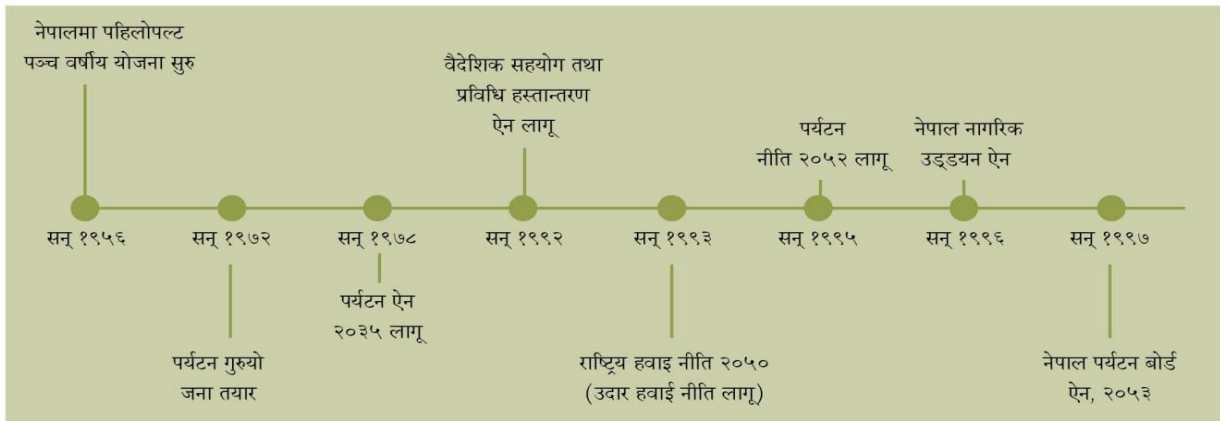 नेपालमा पहिलोपल्ट
पञ्च वर्षीय योजना सुरु
वैदेशिक सहयोग तथा
प्रविधि हस्तान्तरण
ऐन लागू
पर्यटन
नीति २०५२ लागू
नेपाल नागरिक
उड्डयन ऐन
सन् १९५६
सन् १९७२
सन् १९७८
सन् १९९२
सन् १९९३
सन् १९९५
सन् १९९६
सन् १९९७
पर्यटन गुरुयो
जना तयार
पर्यटन ऐन
२०३५ लागू
राष्ट्रिय हवाइ नीति २०५०
(उदार हवाई नीति लागू)
नेपाल पर्यटन बोर्ड
ऐन, २०५३